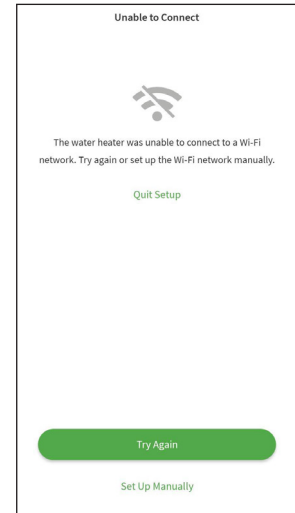 Unable to Connect
The water heater was unable to connect to a Wi-Fi
network. Try again or set up the Wi-Fi network manually.
Quit Setup
Try Again
Set Up Manually